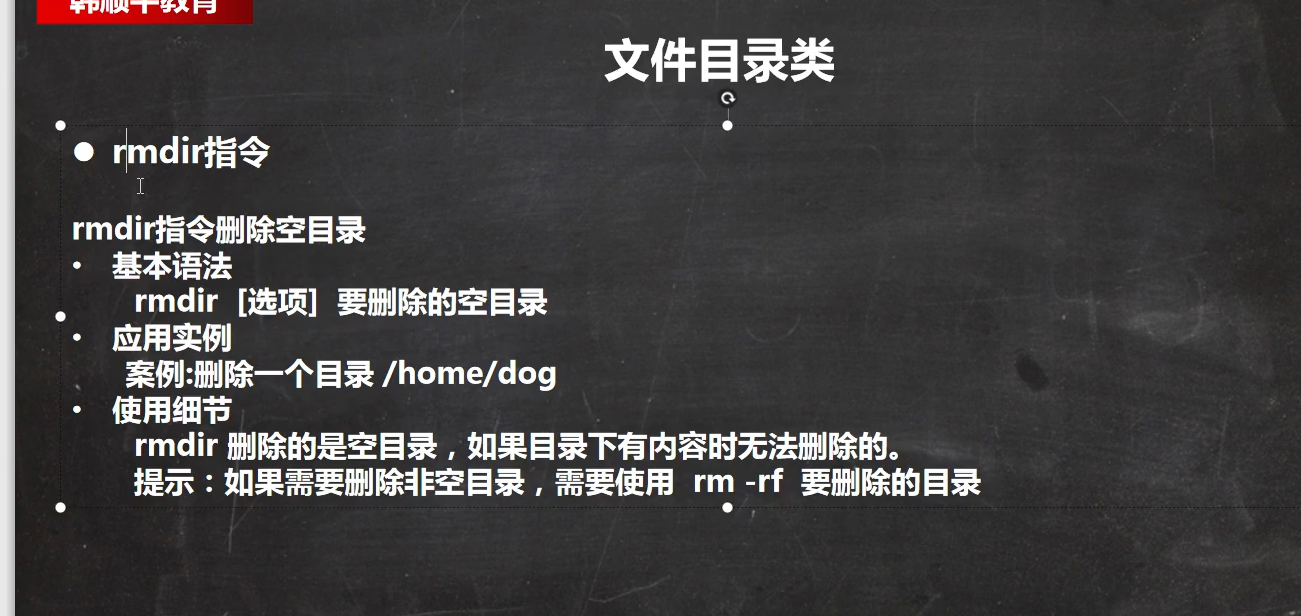 韩顺平教育
文件目录类
● rmdir指令
rmdir指令删除空目录
• 基本语法
rmdir [选项] 要删除的空目录
• 应用实例
案例:删除一个目录 /home/dog
• 使用细节
rmdir 删除的是空目录，如果目录下有内容时无法删除的。
提示：如果需要删除非空目录，需要使用 rm -rf 要删除的目录